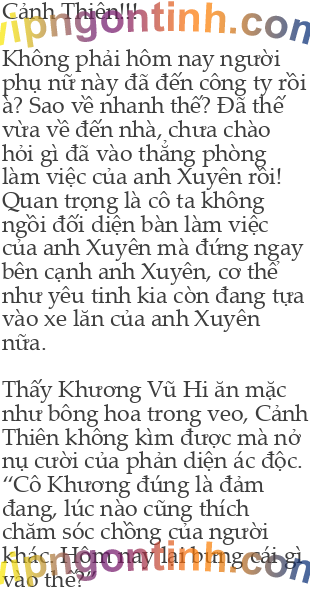 Cảnh Thiên!!!
vipngontinh.com
Không phải hôm nay người
phụ nữ này đã đến công ty rồi
à? Sao về nhanh thế? Đã thế
vừa về đến nhà, chưa chào
hỏi gì đã vào thẳng phòng
làm việc của anh Xuyên rồi!
Quan trọng là cô ta không
ngồi đối diện bàn làm việc
của anh Xuyên mà đứng ngay
bên cạnh anh Xuyên, cơ thể
như yêu tinh kia còn đang tựa
vào xe lăn của anh Xuyên
nữa.
Thấy Khương Vũ Hi ăn mặc
như bông hoa trong veo, Cảnh
Thiên không kìm được mà nở
nụ cười của phản diện ác độc.
“Cô Khương đúng là đảm
đang, lúc nào cũng thích
chăm sóc chồng của người
khác. Hôm nay lại bưng cái gì
vipngontinh.com
vào thế?”